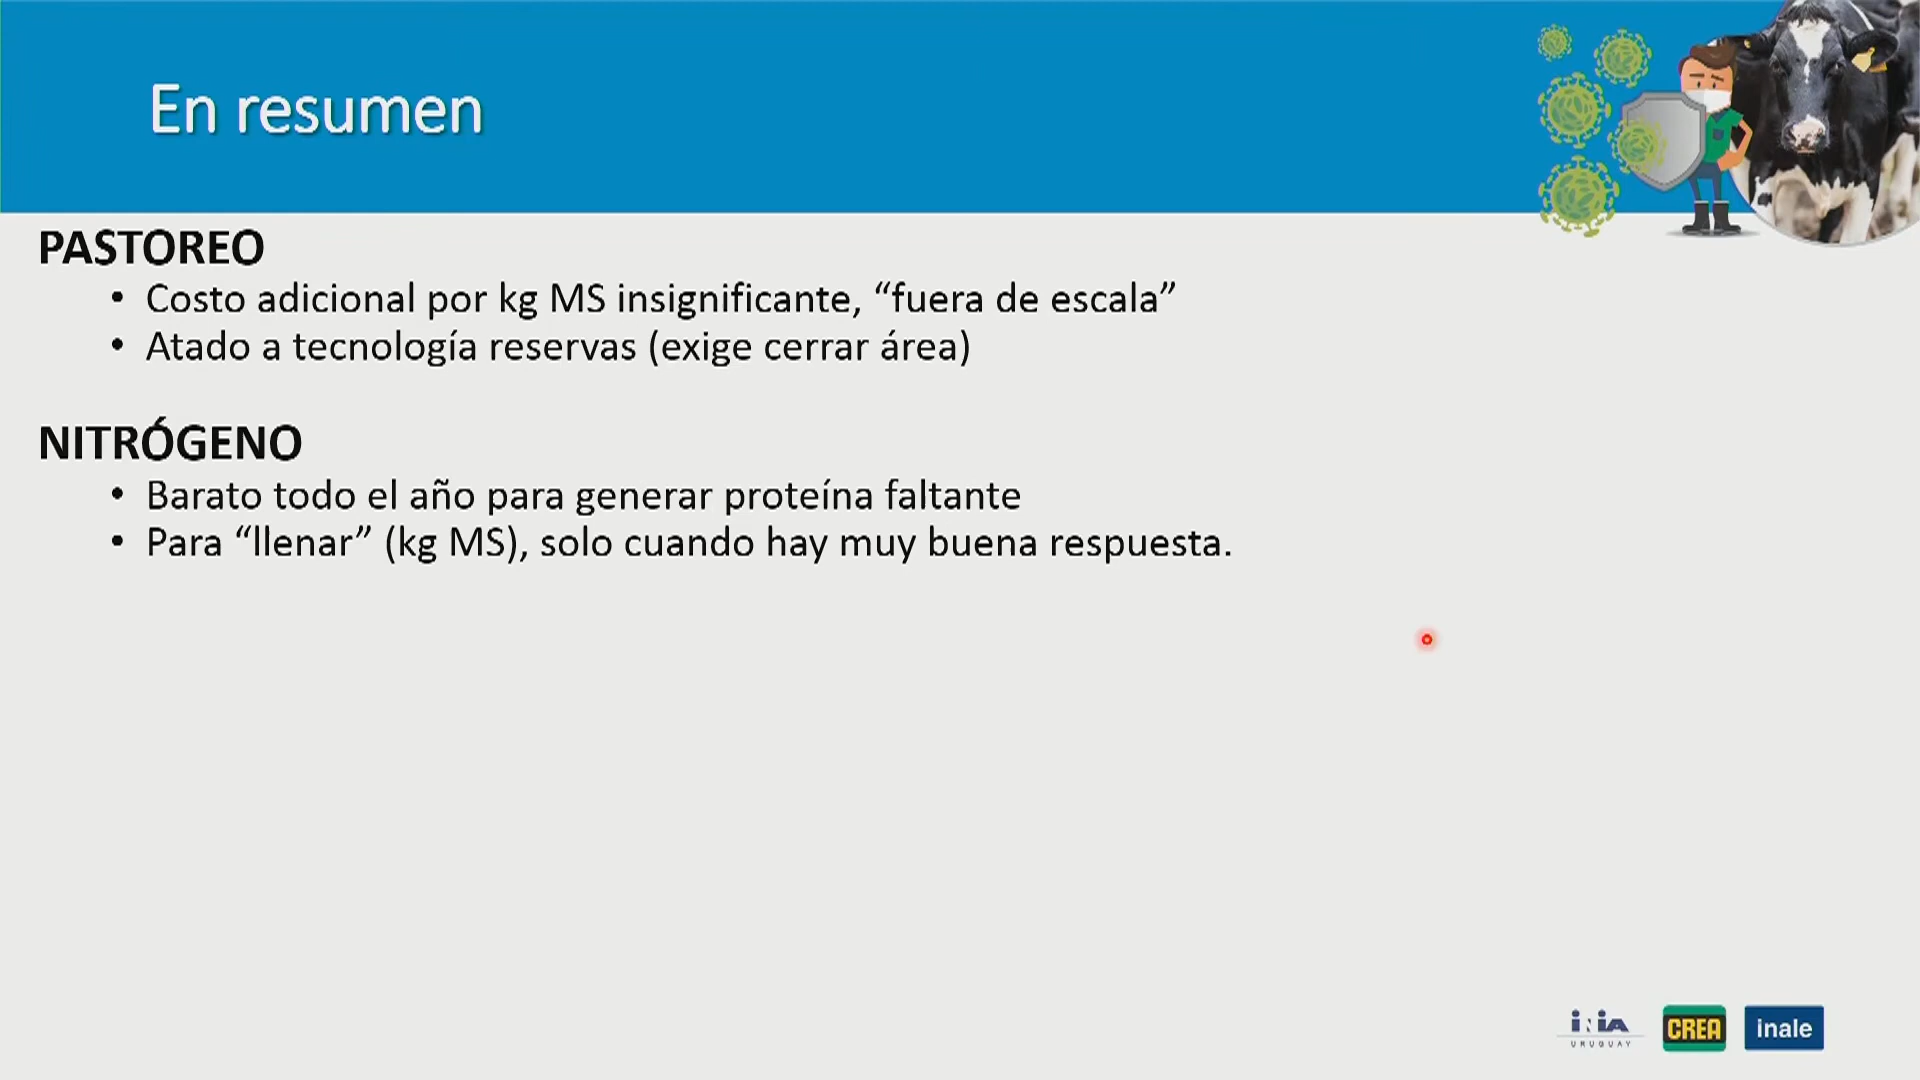 En resumen
PASTOREO
• Costo adicional por kg MS insignificante, “fuera de escala”
• Atado a tecnología reservas (exige cerrar área)
NITRÓGENO
• Barato todo el año para generar proteína faltante
• Para “llenar” (kg MS), solo cuando hay muy buena respuesta.
iNiA
URUGUAY
CREA
inale